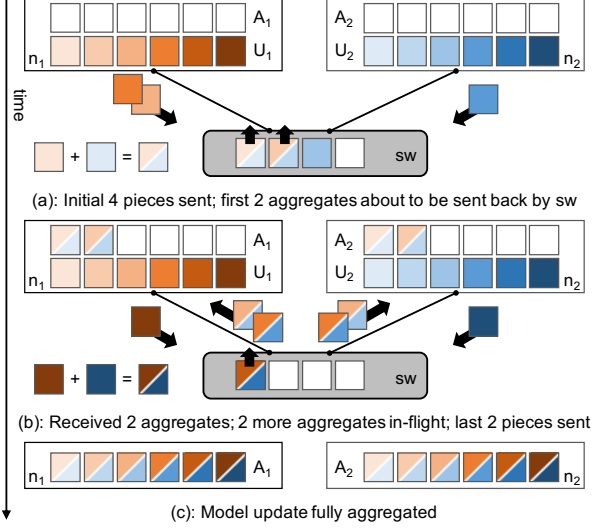 A1 A2
n1 U1 U2 n2
time
+ = sw
(a): Initial 4 pieces sent; first 2 aggregates about to be sent back by sw
A1 A2
n1 U1 U2 n2
+ = sw
(b): Received 2 aggregates; 2 more aggregates in-flight; last 2 pieces sent
n1 A1 A2 n2
(c): Model update fully aggregated